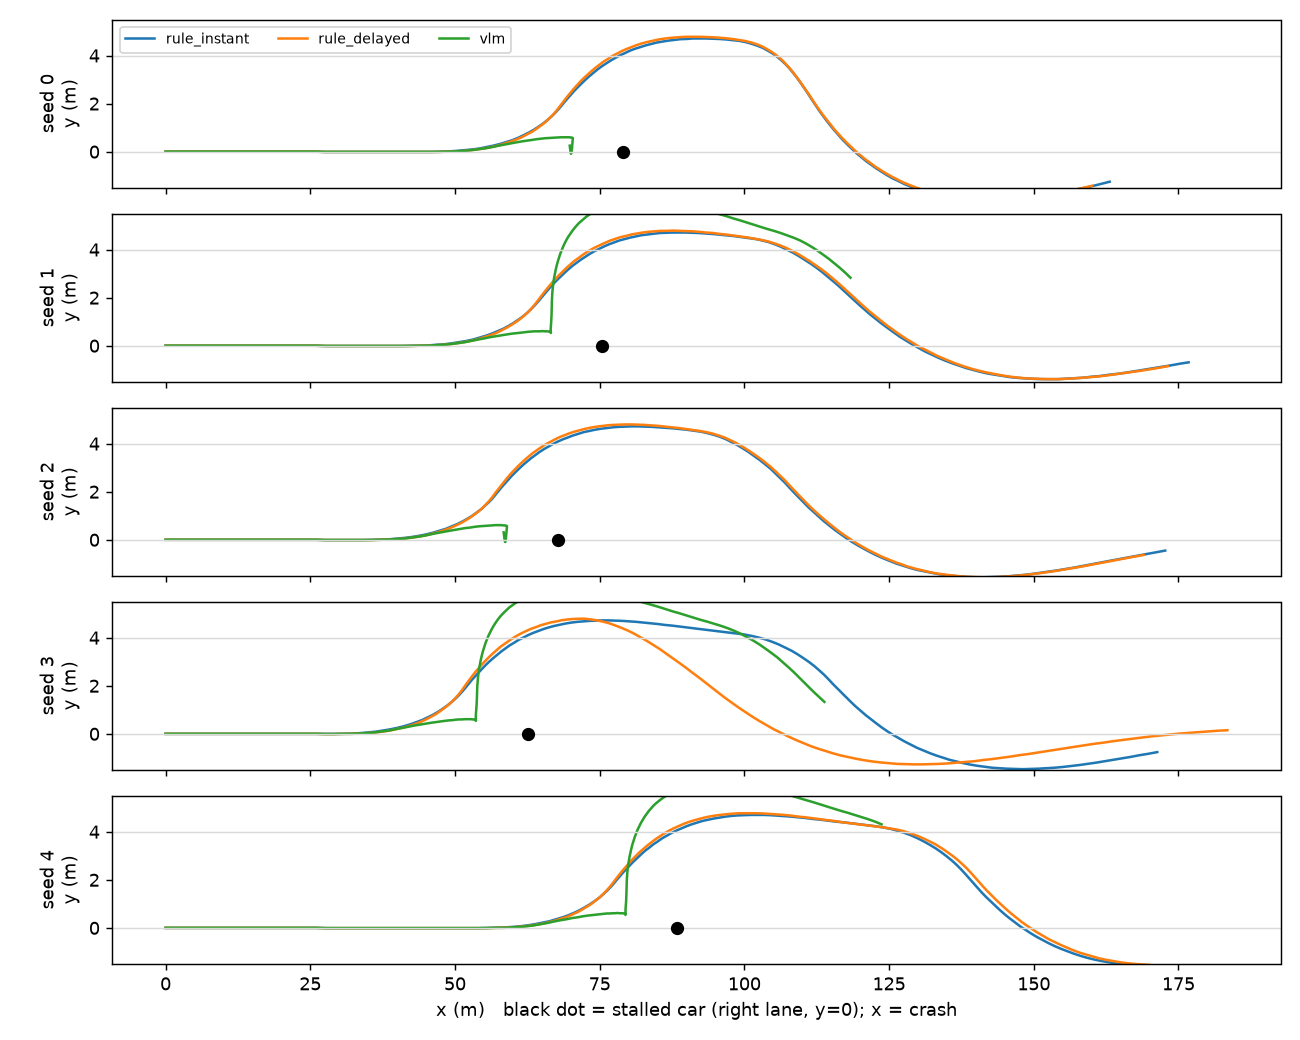 rule_instant rule_delayed vlm
seed 0
y (m)
4
2
0
seed 1
y (m)
4
2
0
seed 2
y (m)
4
2
0
seed 3
y (m)
4
2
0
seed 4
y (m)
4
2
0
0 25 50 75 100 125 150 175
x (m) black dot = stalled car (right lane, y=0); x = crash